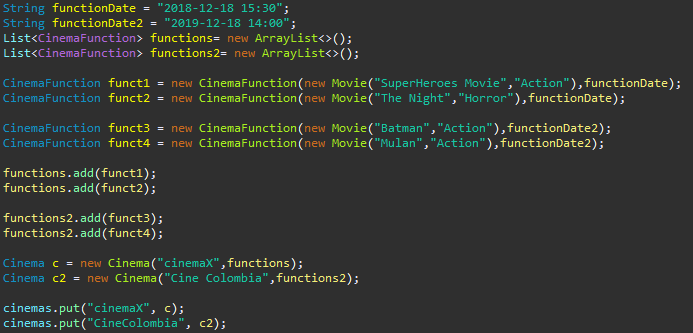 String functionDate = "2018-12-18 15:30";
String functionDate2 = "2019-12-18 14:00";
List<CinemaFunction> functions= new ArrayList<>();
List<CinemaFunction> functions2= new ArrayList<>();
CinemaFunction funct1 = new CinemaFunction(new Movie("SuperHeroes Movie","Action"),functionDate);
CinemaFunction funct2 = new CinemaFunction(new Movie("The Night","Horror"),functionDate);
CinemaFunction funct3 = new CinemaFunction(new Movie("Batman","Action"),functionDate2);
CinemaFunction funct4 = new CinemaFunction(new Movie("Mulan","Action"),functionDate2);
functions.add(funct1);
functions.add(funct2);
functions2.add(funct3);
functions2.add(funct4);
Cinema c = new Cinema("cinemaX",functions);
Cinema c2 = new Cinema("Cine Colombia",functions2);
cinemas.put("cinemaX", c);
cinemas.put("CineColombia", c2);